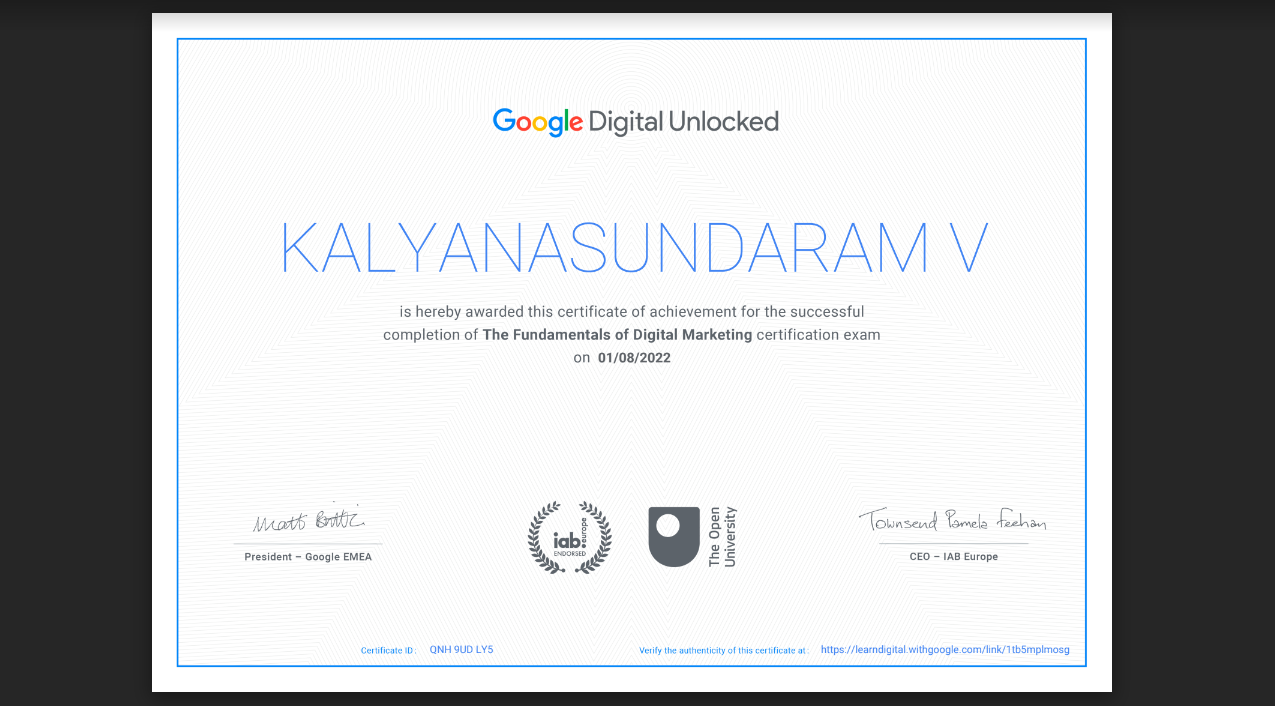 Google Digital Unlocked
KALYANASUNDARAM V
is hereby awarded this certificate of achievement for the successful
completion of The Fundamentals of Digital Marketing certification exam
on 01/08/2022
Matt Brittin
President – Google EMEA
iab.europe
ENDORSED
The Open
University
Townsend Pamela Feehan
CEO – IAB Europe
Certificate ID : QNH 9UD LY5
Verify the authenticity of this certificate at : https://learndigital.withgoogle.com/link/1tb5mplmosg